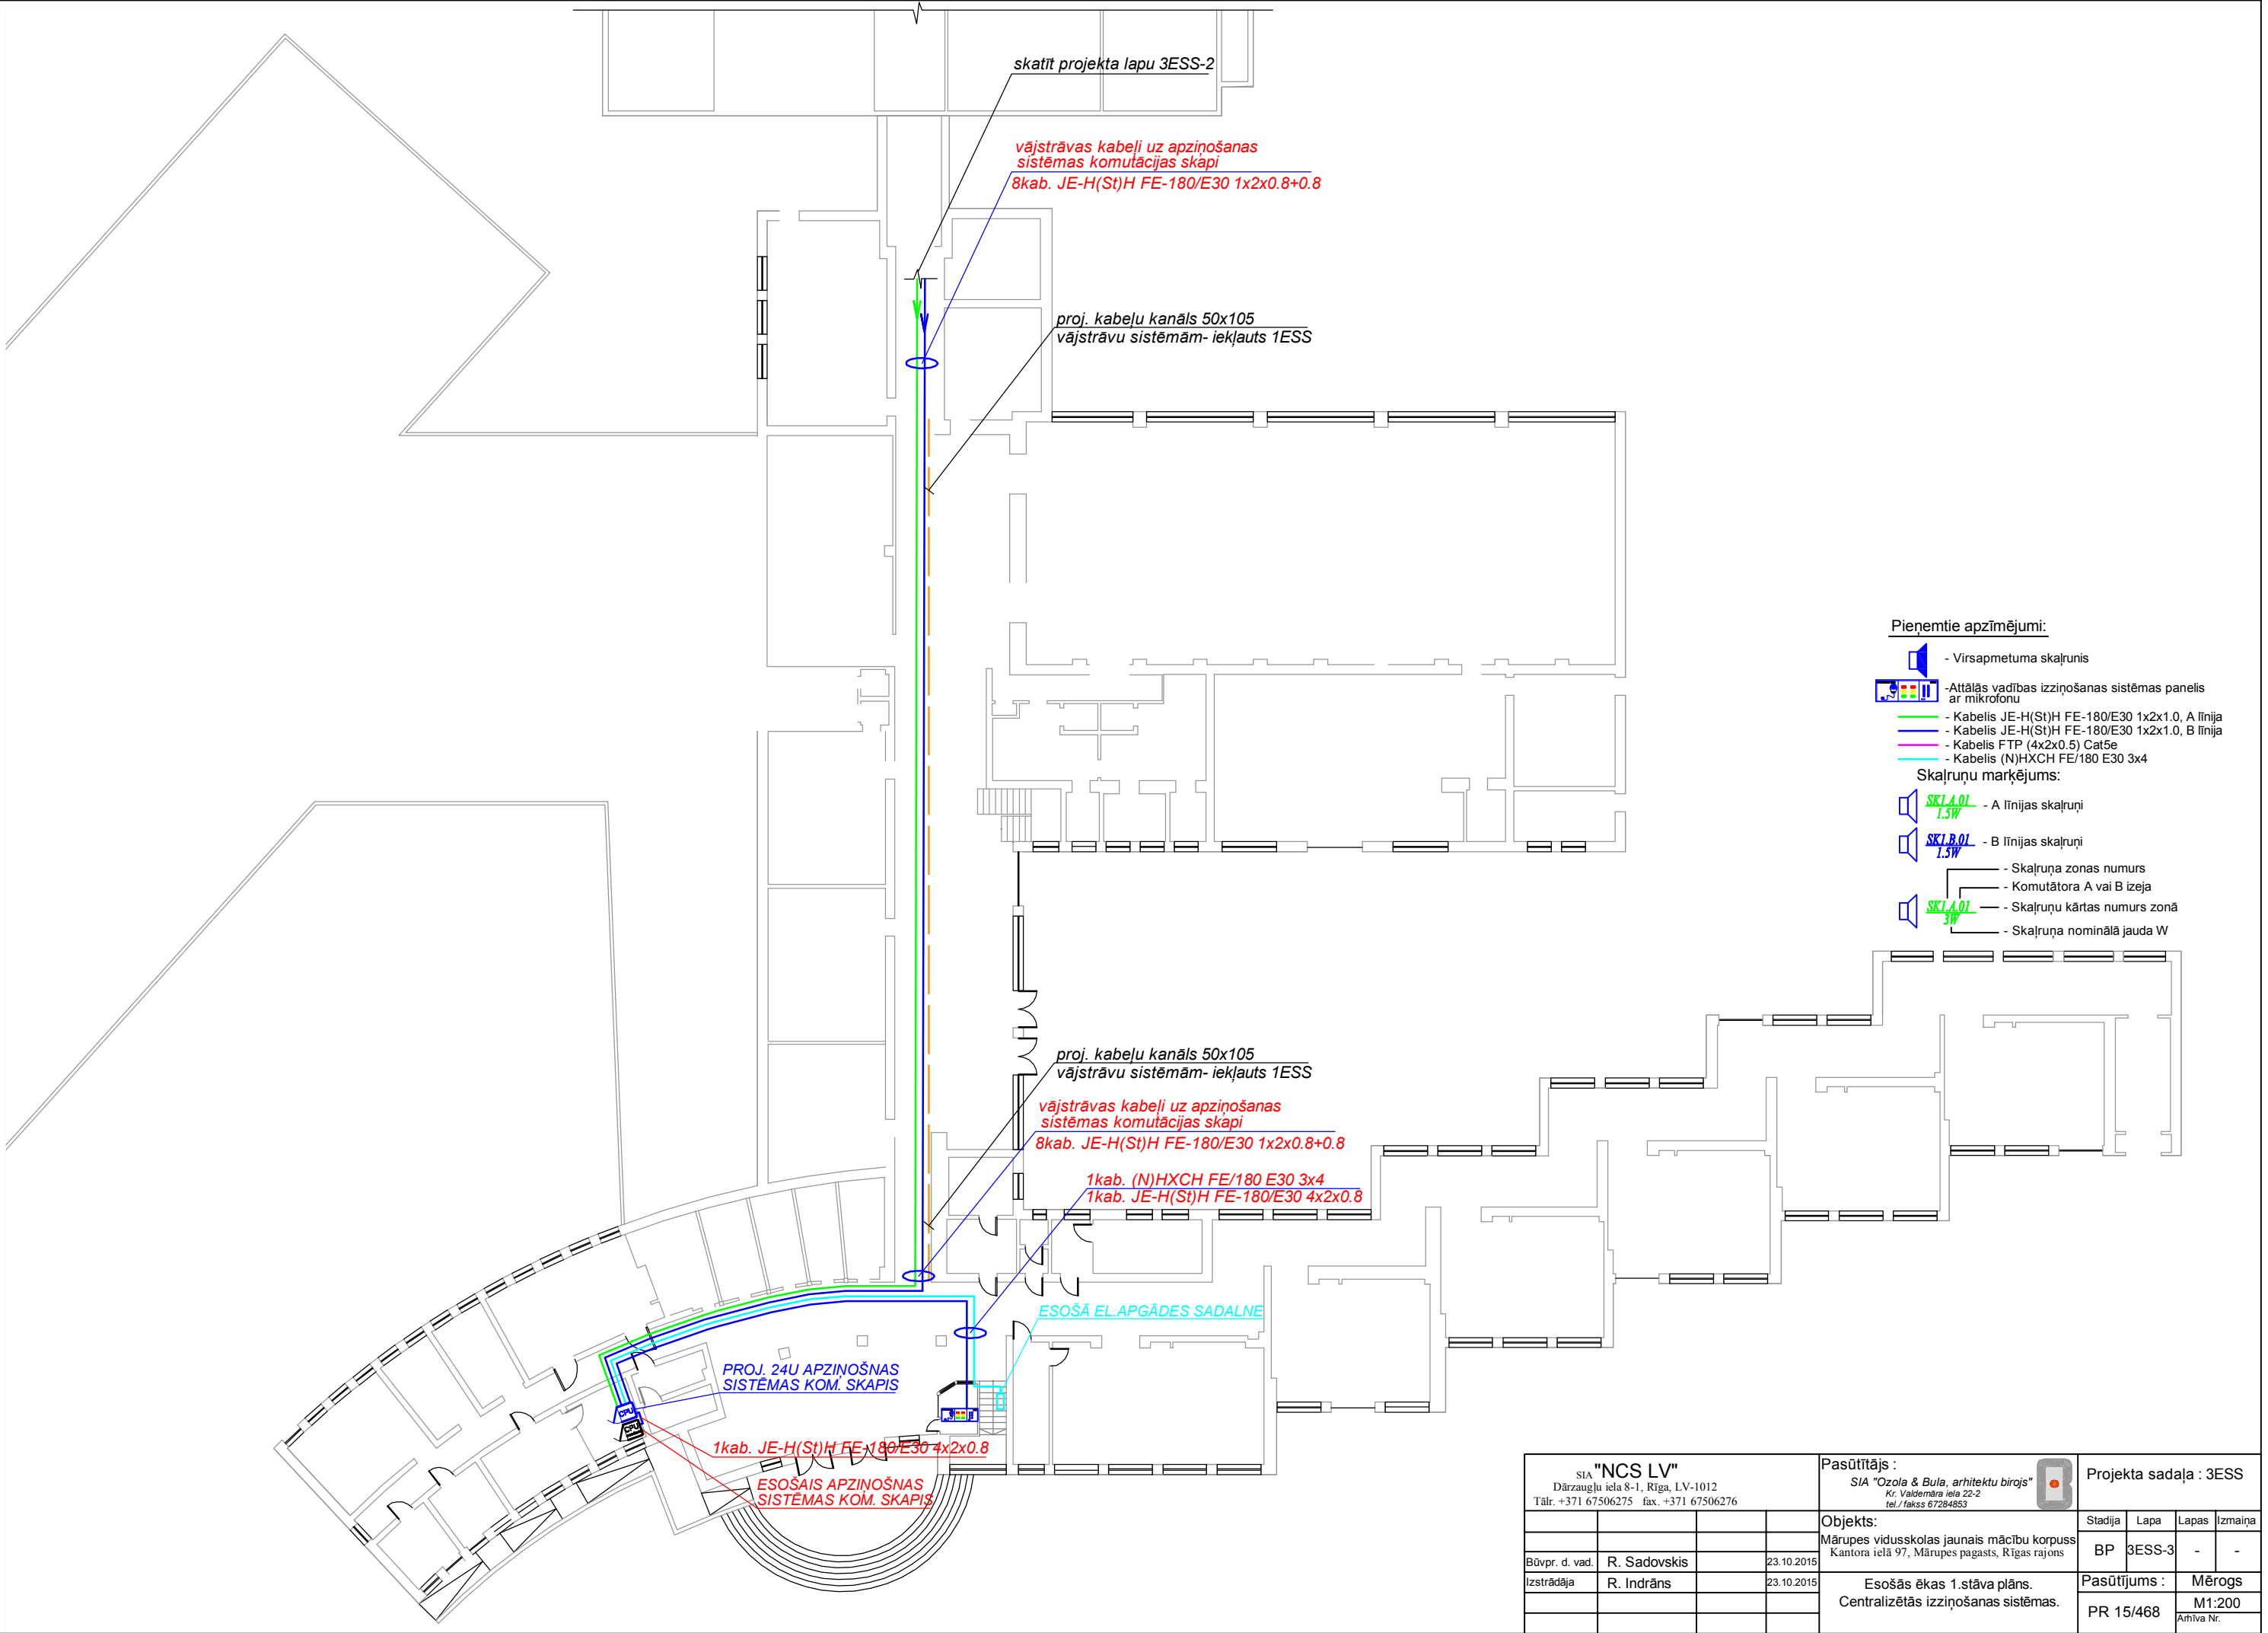 skatīt projekta lapu 3ESS-2
vājstrāvas kabeļi uz apziņošanas
sistēmas komutācijas skapi
8kab. JE-H(St)H FE-180/E30 1x2x0.8+0.8
proj. kabeļu kanāls 50x105
vājstrāvu sistēmām- iekļauts 1ESS
Pieņemtie apzīmējumi:
- Virsapmetuma skaļrunis
-Attālās vadības izziņošanas sistēmas panelis
ar mikrofonu
- Kabelis JE-H(St)H FE-180/E30 1x2x1.0, A līnija
- Kabelis JE-H(St)H FE-180/E30 1x2x1.0, B līnija
- Kabelis FTP (4x2x0.5) Cat5e
- Kabelis (N)HXCH FE/180 E30 3x4
Skaļruņu marķējums:
SK1.A.01
1.5W
- A līnijas skaļruņi
SK1.B.01
1.5W
- B līnijas skaļruņi
- Skaļruņa zonas numurs
- Komutātora A vai B izeja
SK1.A.01
3W
- Skaļruņu kārtas numurs zonā
- Skaļruņa nominālā jauda W
proj. kabeļu kanāls 50x105
vājstrāvu sistēmām- iekļauts 1ESS
vājstrāvas kabeļi uz apziņošanas
sistēmas komutācijas skapi
8kab. JE-H(St)H FE-180/E30 1x2x0.8+0.8
1kab. (N)HXCH FE/180 E30 3x4
1kab. JE-H(St)H FE-180/E30 4x2x0.8
ESOŠĀ EL.APGĀDES SADALNE
PROJ. 24U APZIŅOŠNAS
SISTĒMAS KOM. SKAPIS
CPU
CPU
1kab. JE-H(St)H FE-180/E30 4x2x0.8
ESOŠAIS APZIŅOŠNAS
SISTĒMAS KOM. SKAPIS
SIA "NCS LV"
Dārzaugļu iela 8-1, Rīga, LV-1012
Tālr. +371 67506275 fax. +371 67506276
Pasūtītājs :
SIA "Ozola & Bula, arhitektu birojs"
Kr. Valdemāra iela 22-2
tel./ fakss 67284853
Projekta sadaļa : 3ESS
Objekts:
Mārupes vidusskolas jaunais mācību korpuss
Kantora ielā 97, Mārupes pagasts, Rīgas rajons
Stadija Lapa Lapas Izmaiņa
BP 3ESS-3 - -
Būvpr. d. vad. R. Sadovskis 23.10.2015
Izstrādāja R. Indrāns 23.10.2015
Esošās ēkas 1.stāva plāns.
Centralizētās izziņošanas sistēmas.
Pasūtījums : Mērogs
PR 15/468 M1:200
Arhīva Nr.